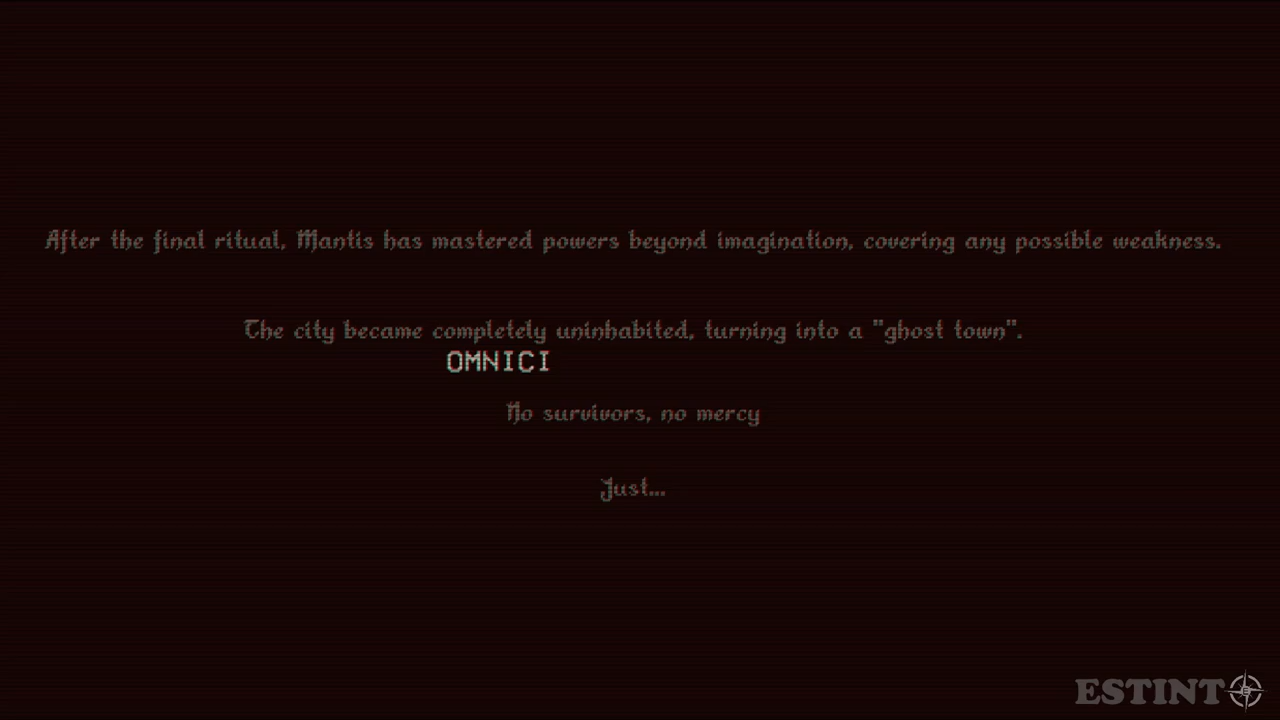 After the final ritual, Mantis has mastered powers beyond imagination, covering any possible weakness.
The city became completely uninhabited, turning into a "ghost town".
OMNICI
No survivors, no mercy
Just...
ESTINTO